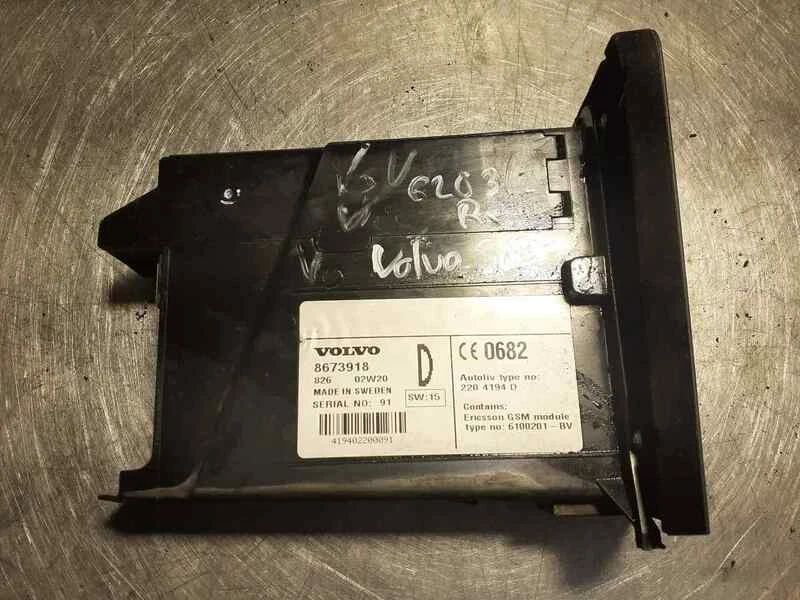 VOLVO
8673918
826 02W20
MADE IN SWEDEN
SERIAL NO: 91
SW:15
419402200091
D
CE 0682
Autoliv type no:
220 4194 D
Contains:
Ericsson GSM module
type no: 6100201-BV
Volvo